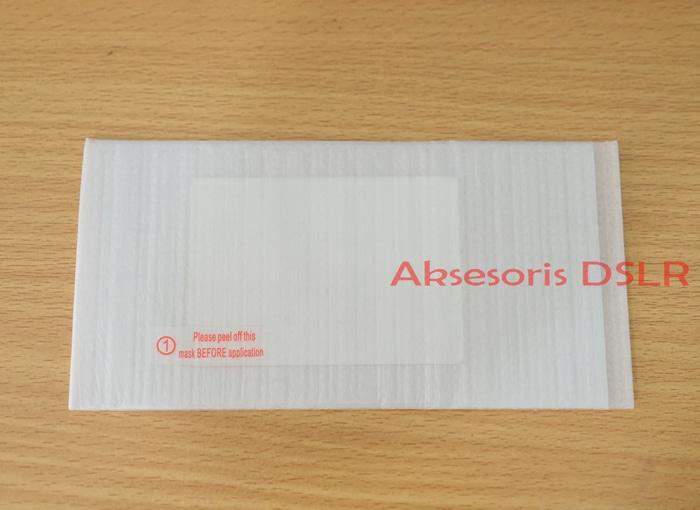 Aksesoris DSLR
1 Please peel off this
mask BEFORE application